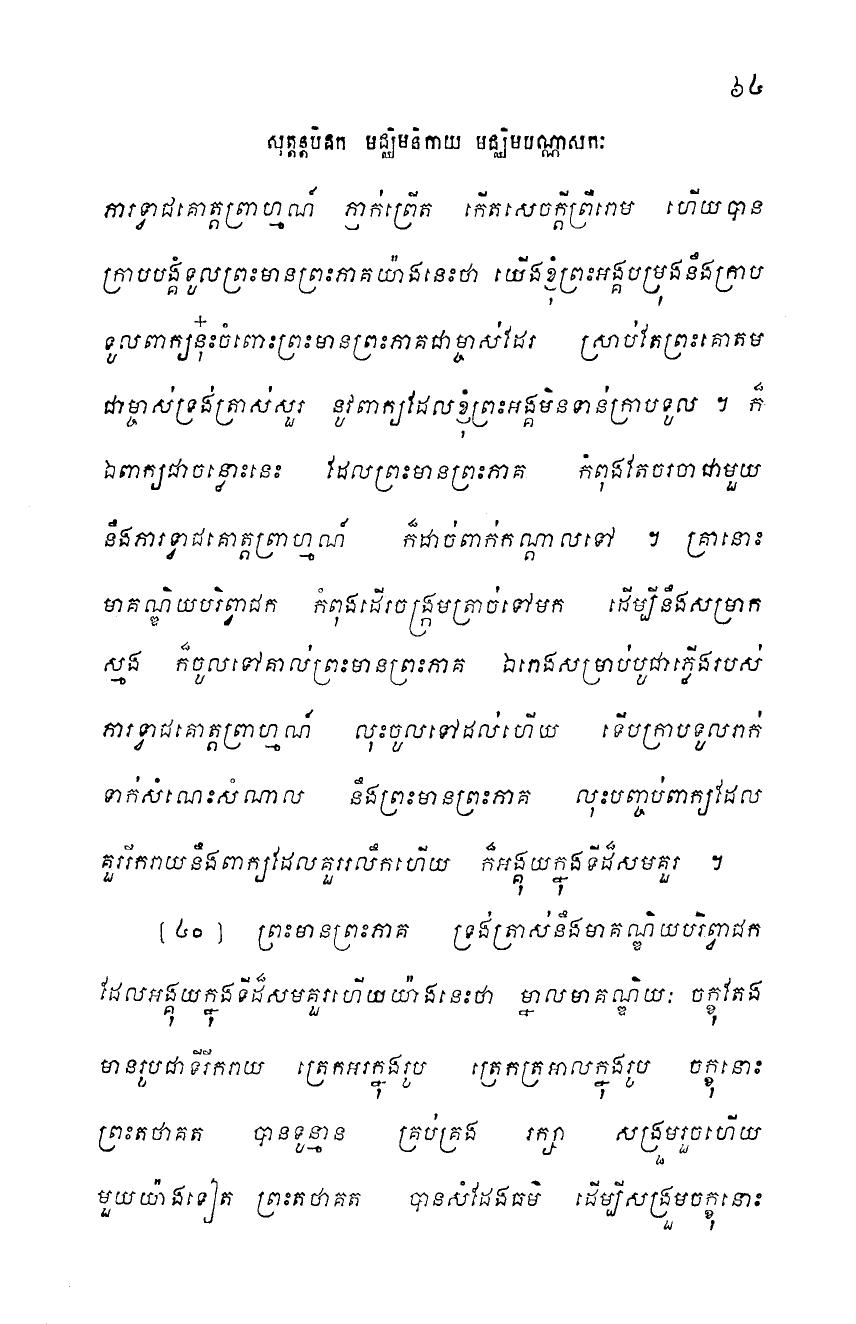 ៦៤
សុត្តន្តបិដក មជ្ឈិមនិកាយ មជ្ឈិមបណ្ណាសកៈ
ភារទ្វាជគោត្តព្រាហ្មណ៍ ភ្ញាក់ព្រើត កើតសេចក្តីព្រឺរោម ហើយបាន
ក្រាបបង្គំទូលព្រះមានព្រះភាគយ៉ាងនេះថា យើងខ្ញុំព្រះអង្គបម្រុងនឹងក្រាប
ទូលពាក្យនុ៎ះចំពោះព្រះមានព្រះភាគជាម្ចាស់ដែរ ស្រាប់តែព្រះគោតម
ជាម្ចាស់ទ្រង់ត្រាស់សួរ នូវពាក្យដែលខ្ញុំព្រះអង្គមិនទាន់ក្រាបទូល ។ ក៏
ឯពាក្យជាចន្លោះនេះ ដែលព្រះមានព្រះភាគ កំពុងតែចរចាជាមួយ
នឹងភារទ្វាជគោត្តព្រាហ្មណ៍ ក៏ដាច់ពាក់កណ្តាលទៅ ។ គ្រានោះ
មាគណ្ឌិយបរិព្វាជក កំពុងដើរចង្ក្រមត្រាច់ទៅមក ដើម្បីនឹងសម្រាក
ស្មង ក៏ចូលទៅគាល់ព្រះមានព្រះភាគ ឯរោងសម្រាប់បូជាភ្លើងរបស់
ភារទ្វាជគោត្តព្រាហ្មណ៍ លុះចូលទៅដល់ហើយ ទើបក្រាបទូលរាក់
ទាក់សំណេះសំណាល នឹងព្រះមានព្រះភាគ លុះបញ្ចប់ពាក្យដែល
គួររីករាយនឹងពាក្យដែលគួររលឹកហើយ ក៏អង្គុយក្នុងទីដ៏សមគួរ ។
[ ៤០ ] ព្រះមានព្រះភាគ ទ្រង់ត្រាស់នឹងមាគណ្ឌិយបរិព្វាជក
ដែលអង្គុយក្នុងទីដ៏សមគួរហើយយ៉ាងនេះថា ម្នាលមាគណ្ឌិយៈ ចក្ខុតែង
មានរូបជាទីរីករាយ ត្រេកអរក្នុងរូប ត្រេកត្រអាលក្នុងរូប ចក្ខុនោះ
ព្រះតថាគត បានទូន្មាន គ្រប់គ្រង រក្សា សង្រួមរួចហើយ
មួយយ៉ាងទៀត ព្រះតថាគត បានសំដែងធម៌ ដើម្បីសង្រួមចក្ខុនោះ